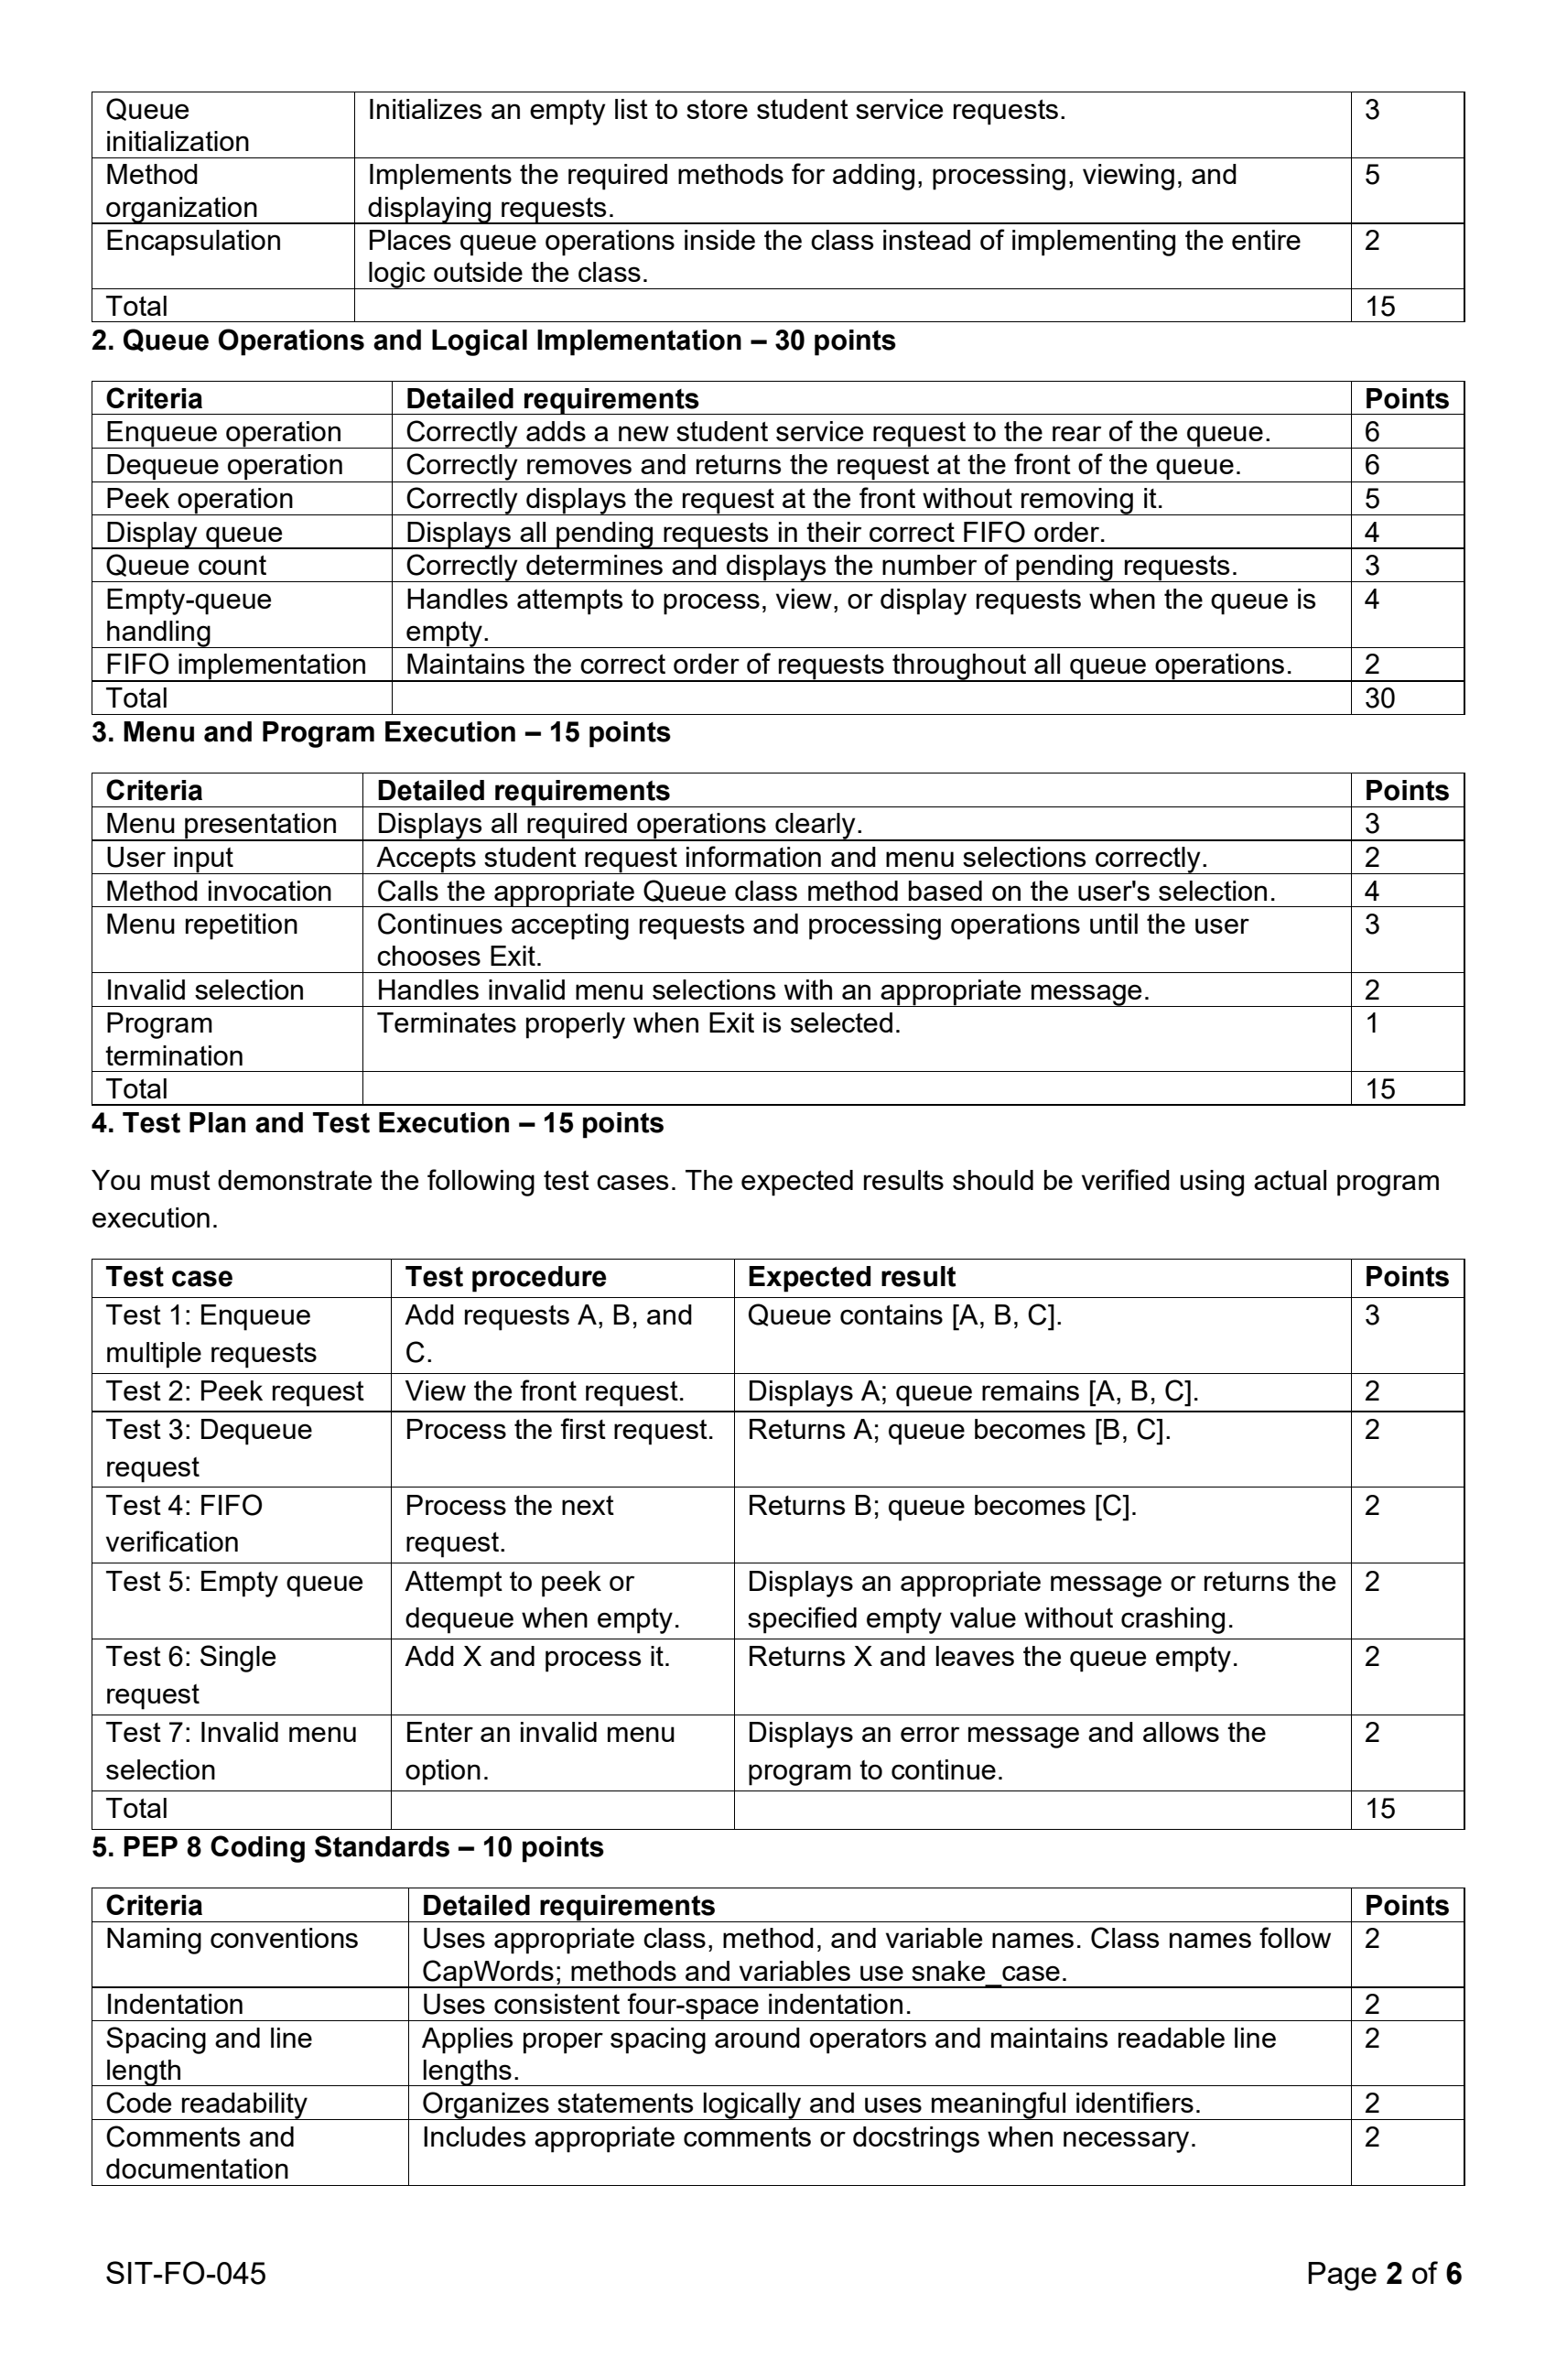 Queue Initializes an empty list to store student service requests. 3
initialization
Method Implements the required methods for adding, processing, viewing, and 5
organization displaying requests.
Encapsulation Places queue operations inside the class instead of implementing the entire 2
logic outside the class.
Total 15
2. Queue Operations and Logical Implementation – 30 points
Criteria Detailed requirements Points
Enqueue operation Correctly adds a new student service request to the rear of the queue. 6
Dequeue operation Correctly removes and returns the request at the front of the queue. 6
Peek operation Correctly displays the request at the front without removing it. 5
Display queue Displays all pending requests in their correct FIFO order. 4
Queue count Correctly determines and displays the number of pending requests. 3
Empty-queue Handles attempts to process, view, or display requests when the queue is 4
handling empty.
FIFO implementation Maintains the correct order of requests throughout all queue operations. 2
Total 30
3. Menu and Program Execution – 15 points
Criteria Detailed requirements Points
Menu presentation Displays all required operations clearly. 3
User input Accepts student request information and menu selections correctly. 2
Method invocation Calls the appropriate Queue class method based on the user's selection. 4
Menu repetition Continues accepting requests and processing operations until the user 3
chooses Exit.
Invalid selection Handles invalid menu selections with an appropriate message. 2
Program Terminates properly when Exit is selected. 1
termination
Total 15
4. Test Plan and Test Execution – 15 points
You must demonstrate the following test cases. The expected results should be verified using actual program
execution.
Test case Test procedure Expected result Points
Test 1: Enqueue Add requests A, B, and Queue contains [A, B, C]. 3
multiple requests C.
Test 2: Peek request View the front request. Displays A; queue remains [A, B, C]. 2
Test 3: Dequeue Process the first request. Returns A; queue becomes [B, C]. 2
request
Test 4: FIFO Process the next Returns B; queue becomes [C]. 2
verification request.
Test 5: Empty queue Attempt to peek or Displays an appropriate message or returns the 2
dequeue when empty. specified empty value without crashing.
Test 6: Single Add X and process it. Returns X and leaves the queue empty. 2
request
Test 7: Invalid menu Enter an invalid menu Displays an error message and allows the 2
selection option. program to continue.
Total 15
5. PEP 8 Coding Standards – 10 points
Criteria Detailed requirements Points
Naming conventions Uses appropriate class, method, and variable names. Class names follow 2
CapWords; methods and variables use snake_case.
Indentation Uses consistent four-space indentation. 2
Spacing and line Applies proper spacing around operators and maintains readable line 2
length lengths.
Code readability Organizes statements logically and uses meaningful identifiers. 2
Comments and Includes appropriate comments or docstrings when necessary. 2
documentation
SIT-FO-045 Page 2 of 6